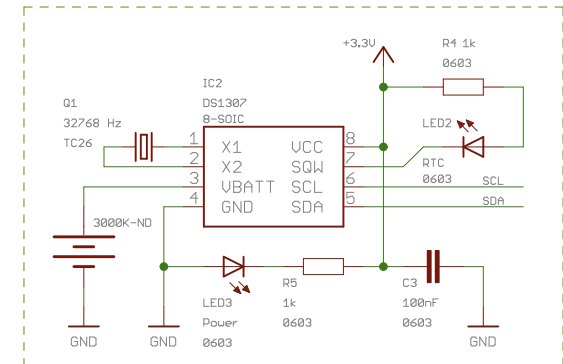 +3.3V
R4 1k
0603
IC2
DS1307
8-SOIC
Q1
32768 Hz
TC26
LED2
RTC
0603
1 X1 VCC 8
2 X2 SQW 7
3 VBATT SCL 6
4 GND SDA 5
SCL
SDA
3000K-ND
LED3
Power
0603
R5
1k
0603
C3
100nF
0603
GND
GND
GND